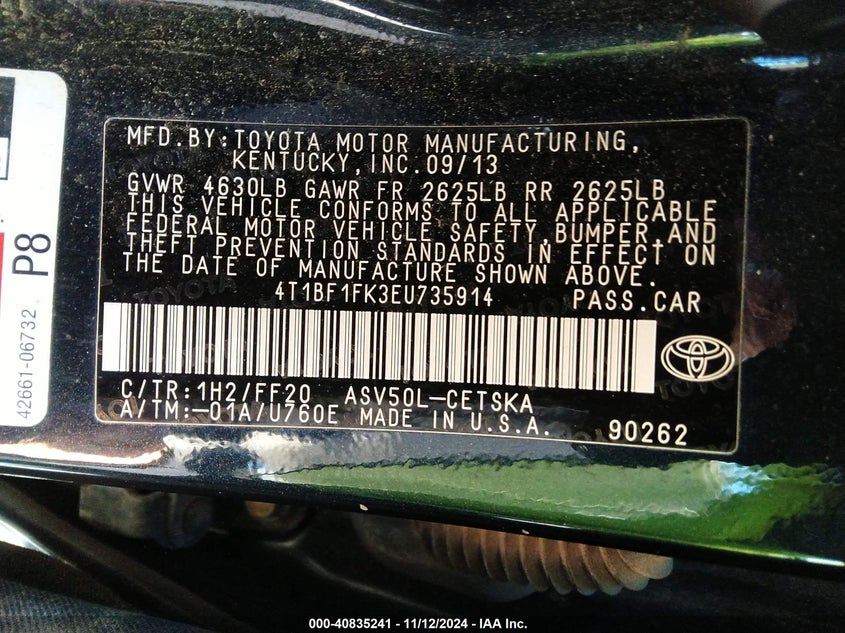 MFD.BY:TOYOTA MOTOR MANUFACTURING,
KENTUCKY,INC.09/13
GVWR 4630LB GAWR FR 2625LB RR 2625LB
THIS VEHICLE CONFORMS TO ALL APPLICABLE
FEDERAL MOTOR VEHICLE SAFETY,BUMPER,AND
THEFT PREVENTION STANDARDS IN EFFECT ON
THE DATE OF MANUFACTURE SHOWN ABOVE.
4T1BF1FK3EU735914 PASS.CAR
C/TR:1H2/FF20 ASV50L-CETSKA
A/TM:-01A/U760E MADE IN U.S.A. 90262
42661-06732 P8
000-40835241 - 11/12/2024 - IAA Inc.